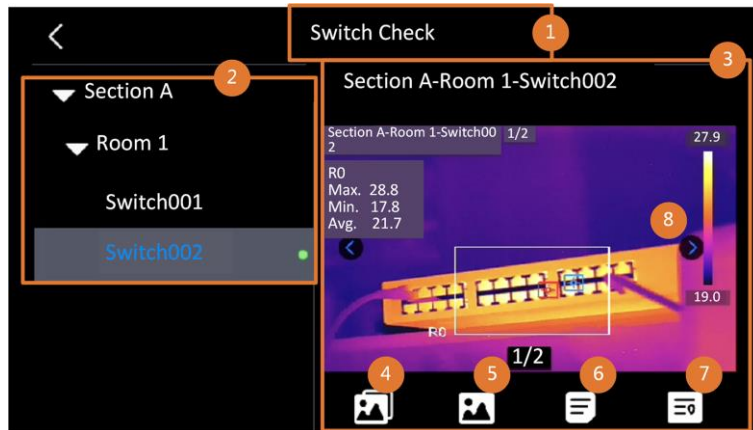 Switch Check
1
2
3
Section A
Room 1
Switch001
Switch002
Section A-Room 1-Switch002
Section A-Room 1-Switch00
2
1/2
27.9
R0
Max. 28.8
Min. 17.8
Avg. 21.7
8
19.0
R0
1/2
4
5
6
7